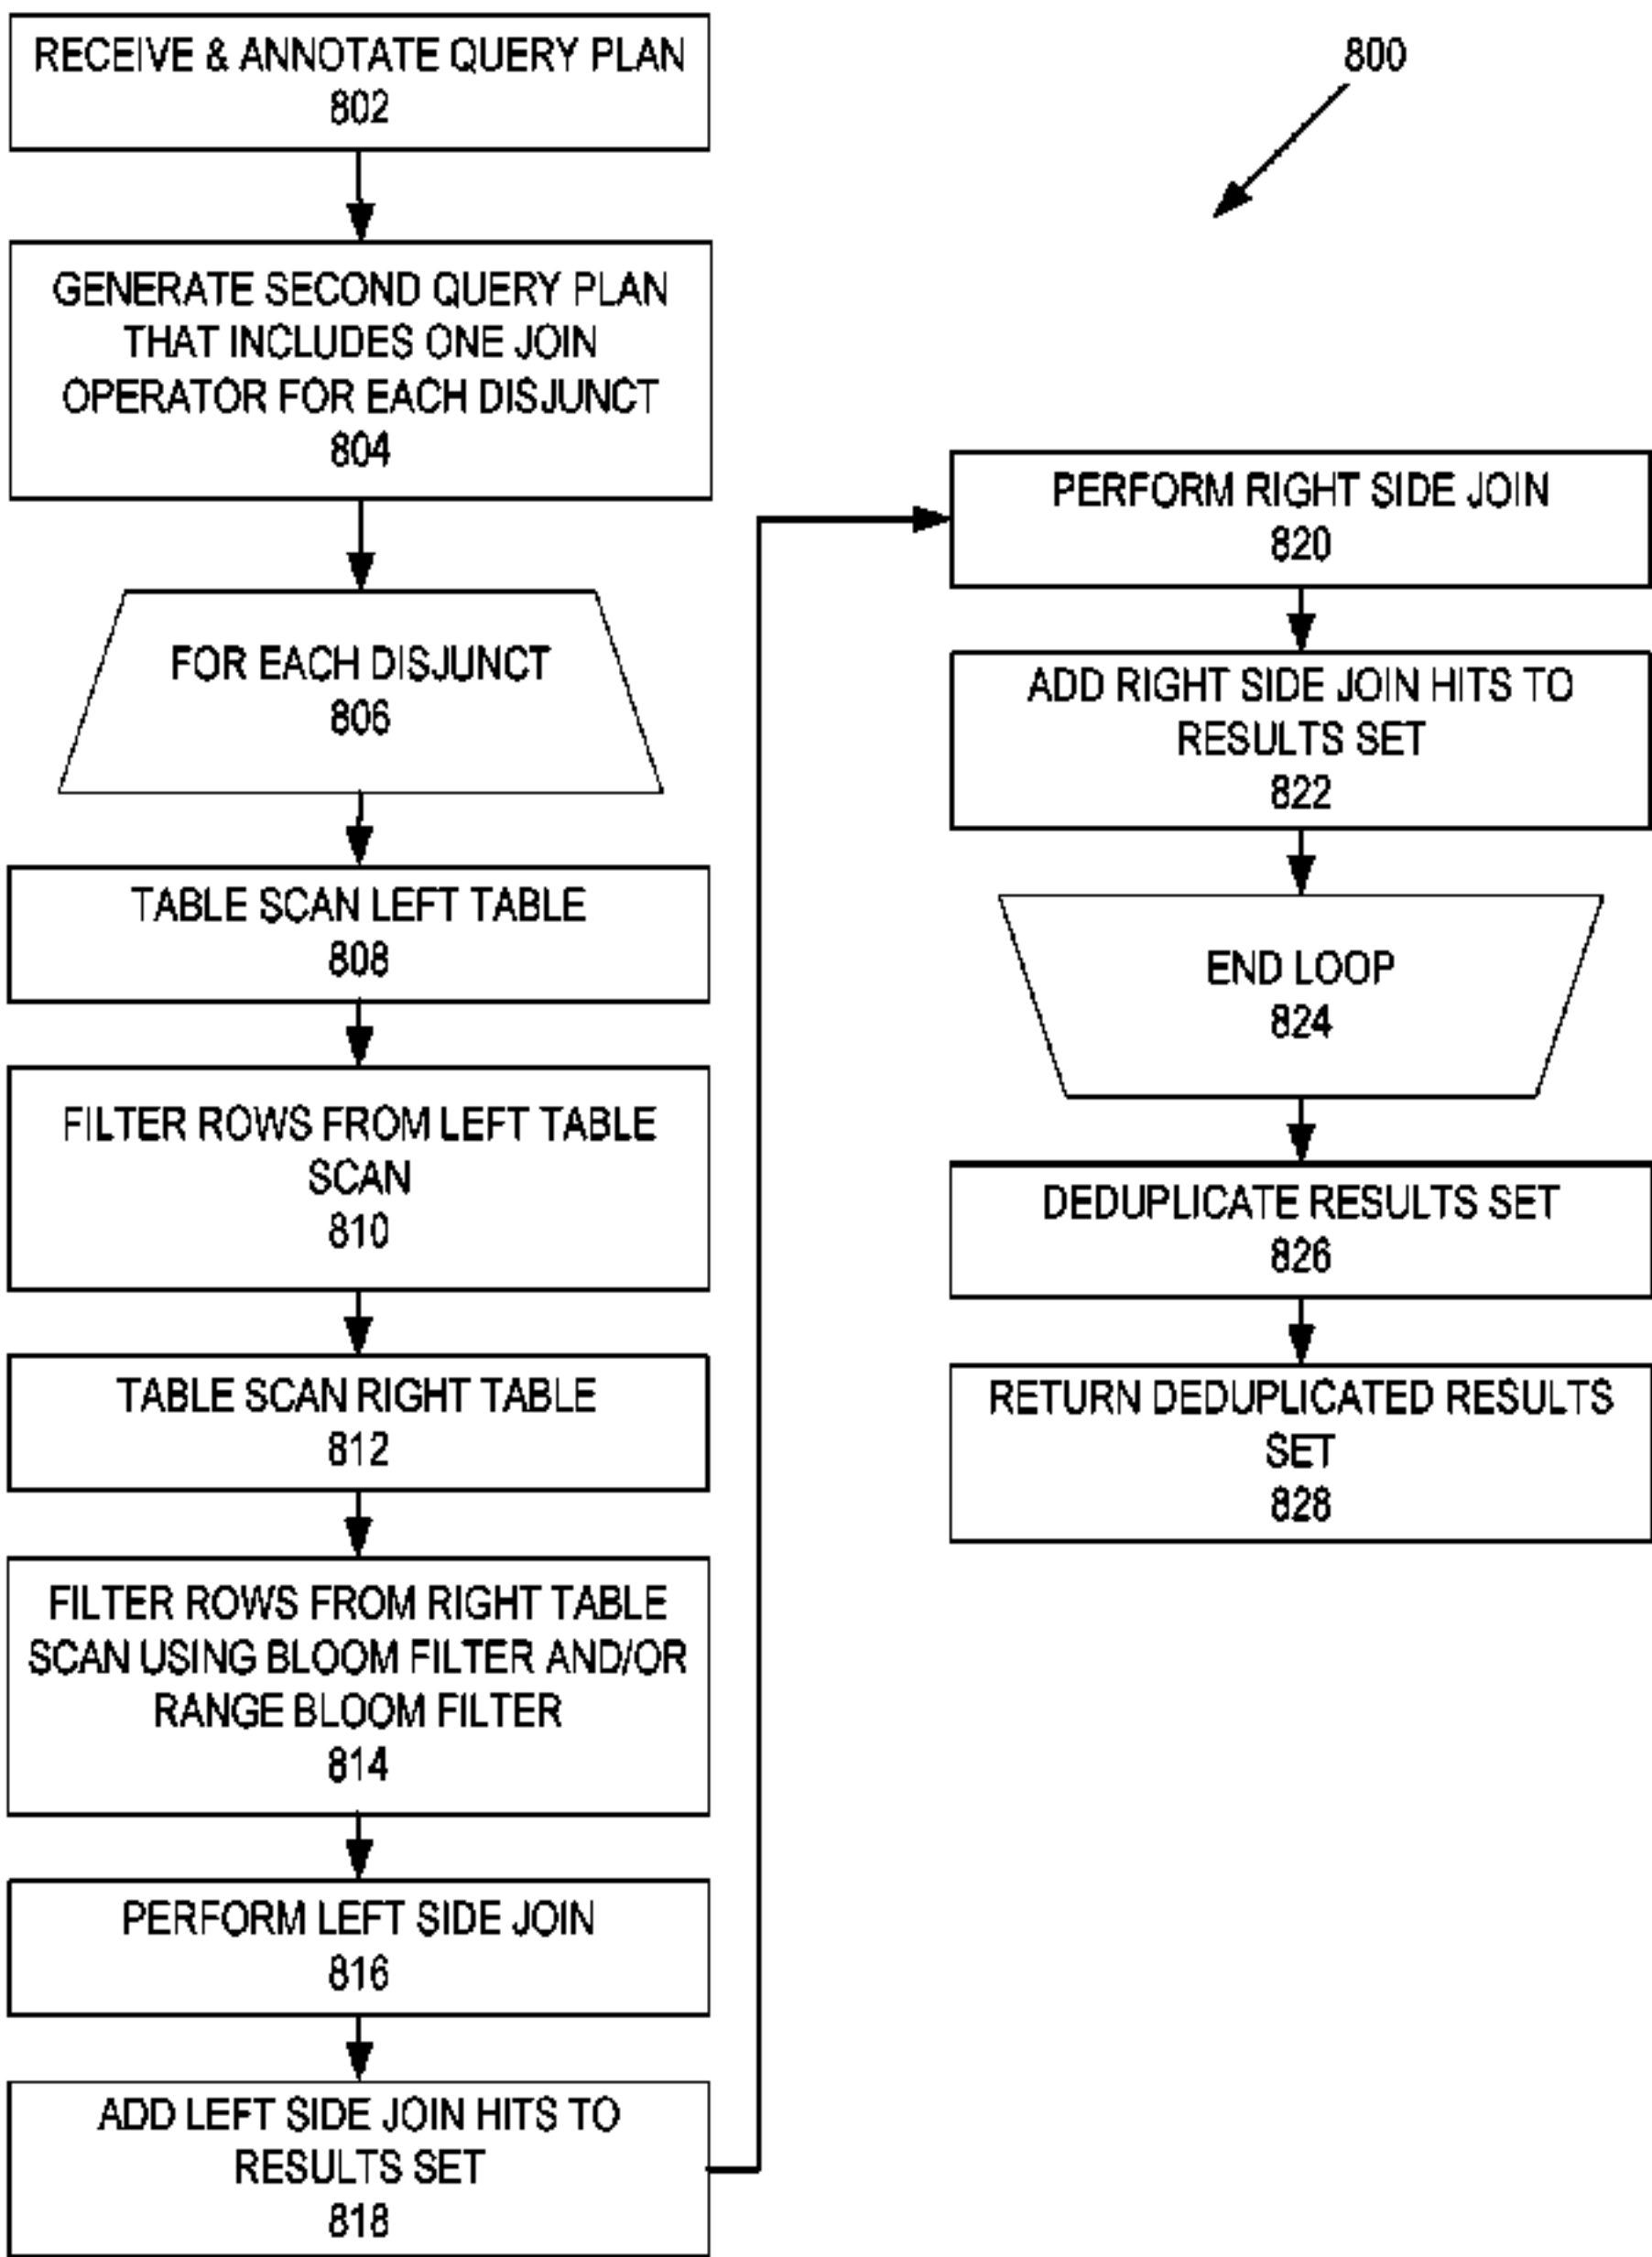 RECEIVE & ANNOTATE QUERY PLAN
802
GENERATE SECOND QUERY PLAN
THAT INCLUDES ONE JOIN
OPERATOR FOR EACH DISJUNCT
804
FOR EACH DISJUNCT
806
TABLE SCAN LEFT TABLE
808
FILTER ROWS FROM LEFT TABLE
SCAN
810
TABLE SCAN RIGHT TABLE
812
FILTER ROWS FROM RIGHT TABLE
SCAN USING BLOOM FILTER AND/OR
RANGE BLOOM FILTER
814
PERFORM LEFT SIDE JOIN
816
ADD LEFT SIDE JOIN HITS TO
RESULTS SET
818
800
PERFORM RIGHT SIDE JOIN
820
ADD RIGHT SIDE JOIN HITS TO
RESULTS SET
822
END LOOP
824
DEDUPLICATE RESULTS SET
826
RETURN DEDUPLICATED RESULTS
SET
828